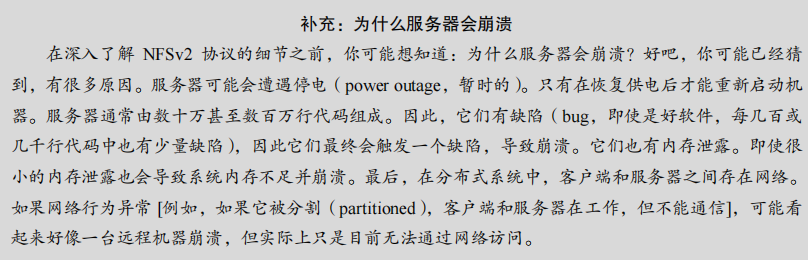 补充：为什么服务器会崩溃
在深入了解 NFSv2 协议的细节之前，你可能想知道：为什么服务器会崩溃？好吧，你可能已经猜
到，有很多原因。服务器可能会遭遇停电（power outage，暂时的）。只有在恢复供电后才能重新启动机
器。服务器通常由数十万甚至数百万行代码组成。因此，它们有缺陷（bug，即使是好软件，每几百或
几千行代码中也有少量缺陷），因此它们最终会触发一个缺陷，导致崩溃。它们也有内存泄露。即使很
小的内存泄露也会导致系统内存不足并崩溃。最后，在分布式系统中，客户端和服务器之间存在网络。
如果网络行为异常 [例如，如果它被分割（partitioned），客户端和服务器在工作，但不能通信]，可能看
起来好像一台远程机器崩溃，但实际上只是目前无法通过网络访问。